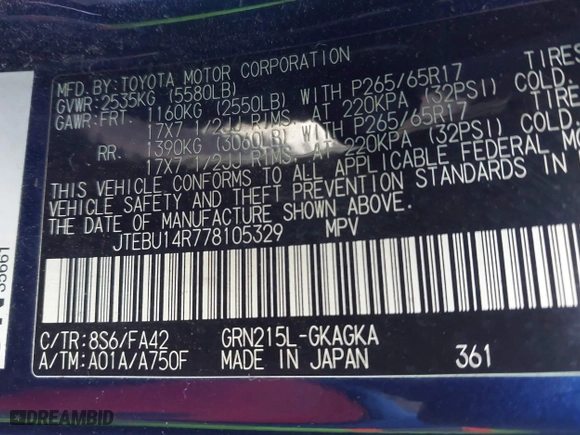 MFD.BY:TOYOTA MOTOR CORPORATION
GVWR:2535KG (5580LB)
GAWR:FRT 1160KG (2550LB) WITH P265/65R17 TIRES
17X7 1/2JJ RIMS, AT 220KPA (32PSI) COLD.
RR 1390KG (3060LB) WITH P265/65R17 TIRES
17X7 1/2JJ RIMS, AT 220KPA (32PSI) COLD.
THIS VEHICLE CONFORMS TO ALL APPLICABLE FEDERAL MO
VEHICLE SAFETY AND THEFT PREVENTION STANDARDS
THE DATE OF MANUFACTURE SHOWN ABOVE.
JTEBU14R778105329 MPV
C/TR:8S6/FA42 GRN215L-GKAGKA
A/TM:A01A/A750F MADE IN JAPAN 361
DREAMBID